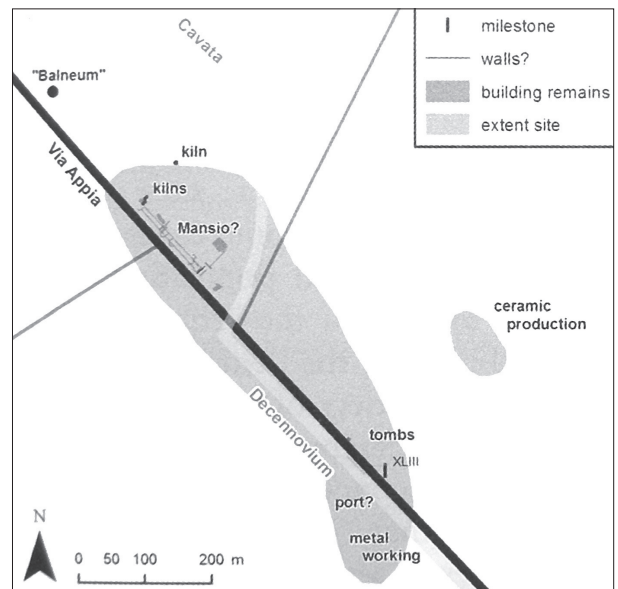 Cavata
milestone
walls?
building remains
extent site
"Balneum"
kiln
Via Appia
kilns
Mansio?
ceramic
production
Decennovium
tombs
XLIII
port?
metal
working
N
0 50 100 200 m